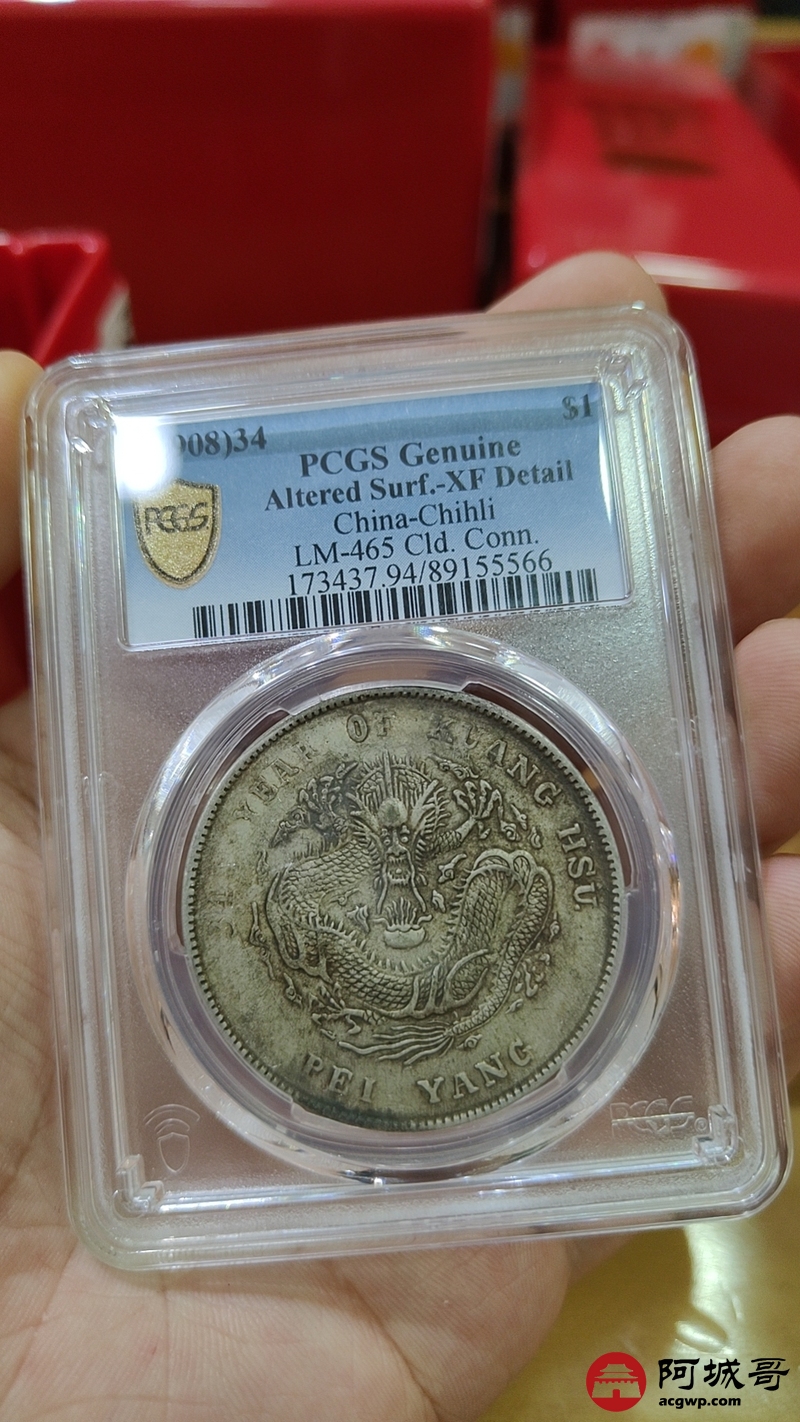 908)34 $1
PCGS Genuine
Altered Surf.-XF Detail
China-Chihli
LM-465 Cld. Conn.
173437.94/89155566
PCGS
YEAR OF KUANG HSU
PEI YANG
PCGS
阿城哥
acgwp.com